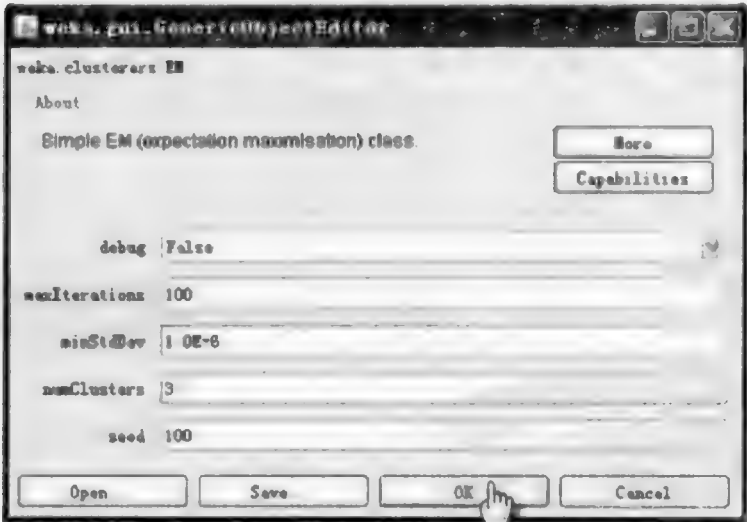 weka.gui.GenericObjectEditor
weka.clusterers EM
About
Simple EM (expectation maximisation) class.
More
Capabilities
debug False
maxIterations 100
minStdDev 1 0E-6
numClusters 3
seed 100
Open Save OK Cancel